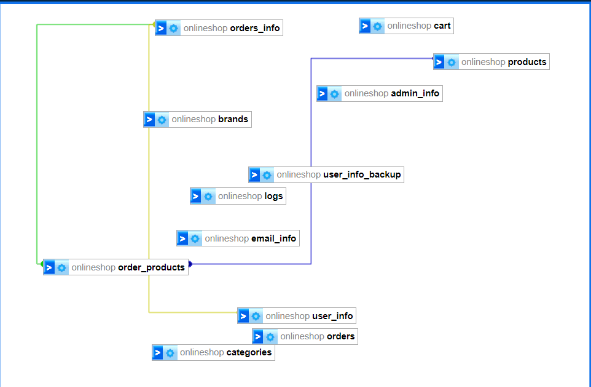 onlineshop orders_info
onlineshop cart
onlineshop products
onlineshop admin_info
onlineshop brands
onlineshop user_info_backup
onlineshop logs
onlineshop email_info
onlineshop order_products
onlineshop user_info
onlineshop orders
onlineshop categories